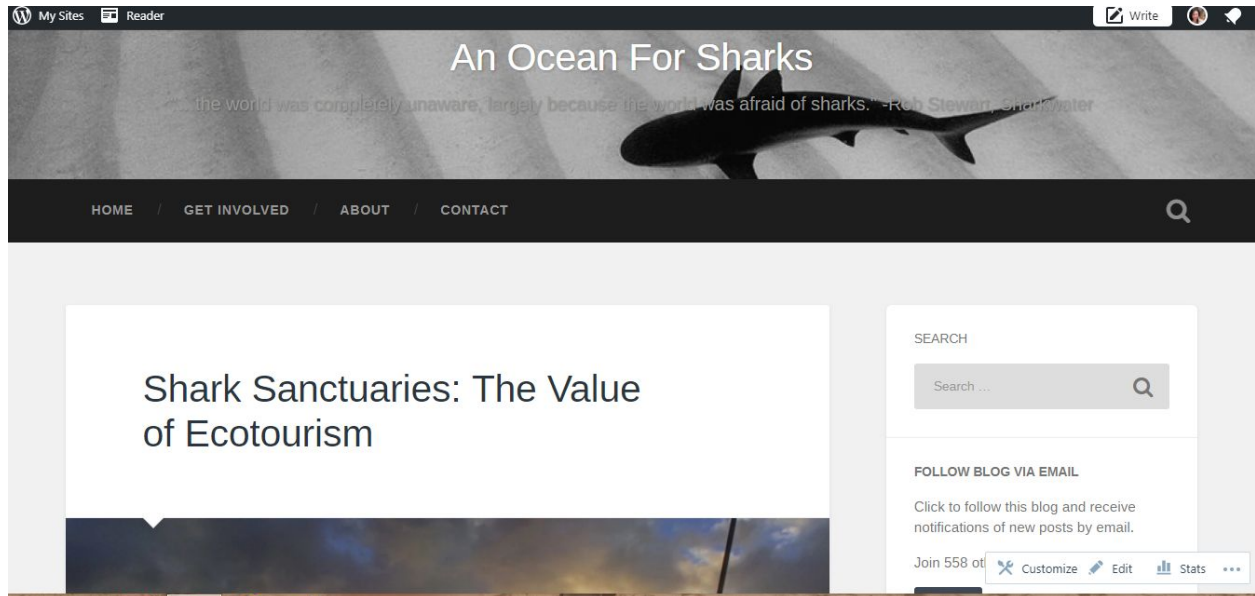 My Sites Reader Write
An Ocean For Sharks
the world was completely unaware, largely because the world was afraid of sharks." -Rob Stewart, Sharkwater
HOME / GET INVOLVED / ABOUT / CONTACT
Shark Sanctuaries: The Value
of Ecotourism
SEARCH
Search ...
FOLLOW BLOG VIA EMAIL
Click to follow this blog and receive
notifications of new posts by email.
Join 558
Customize Edit Stats